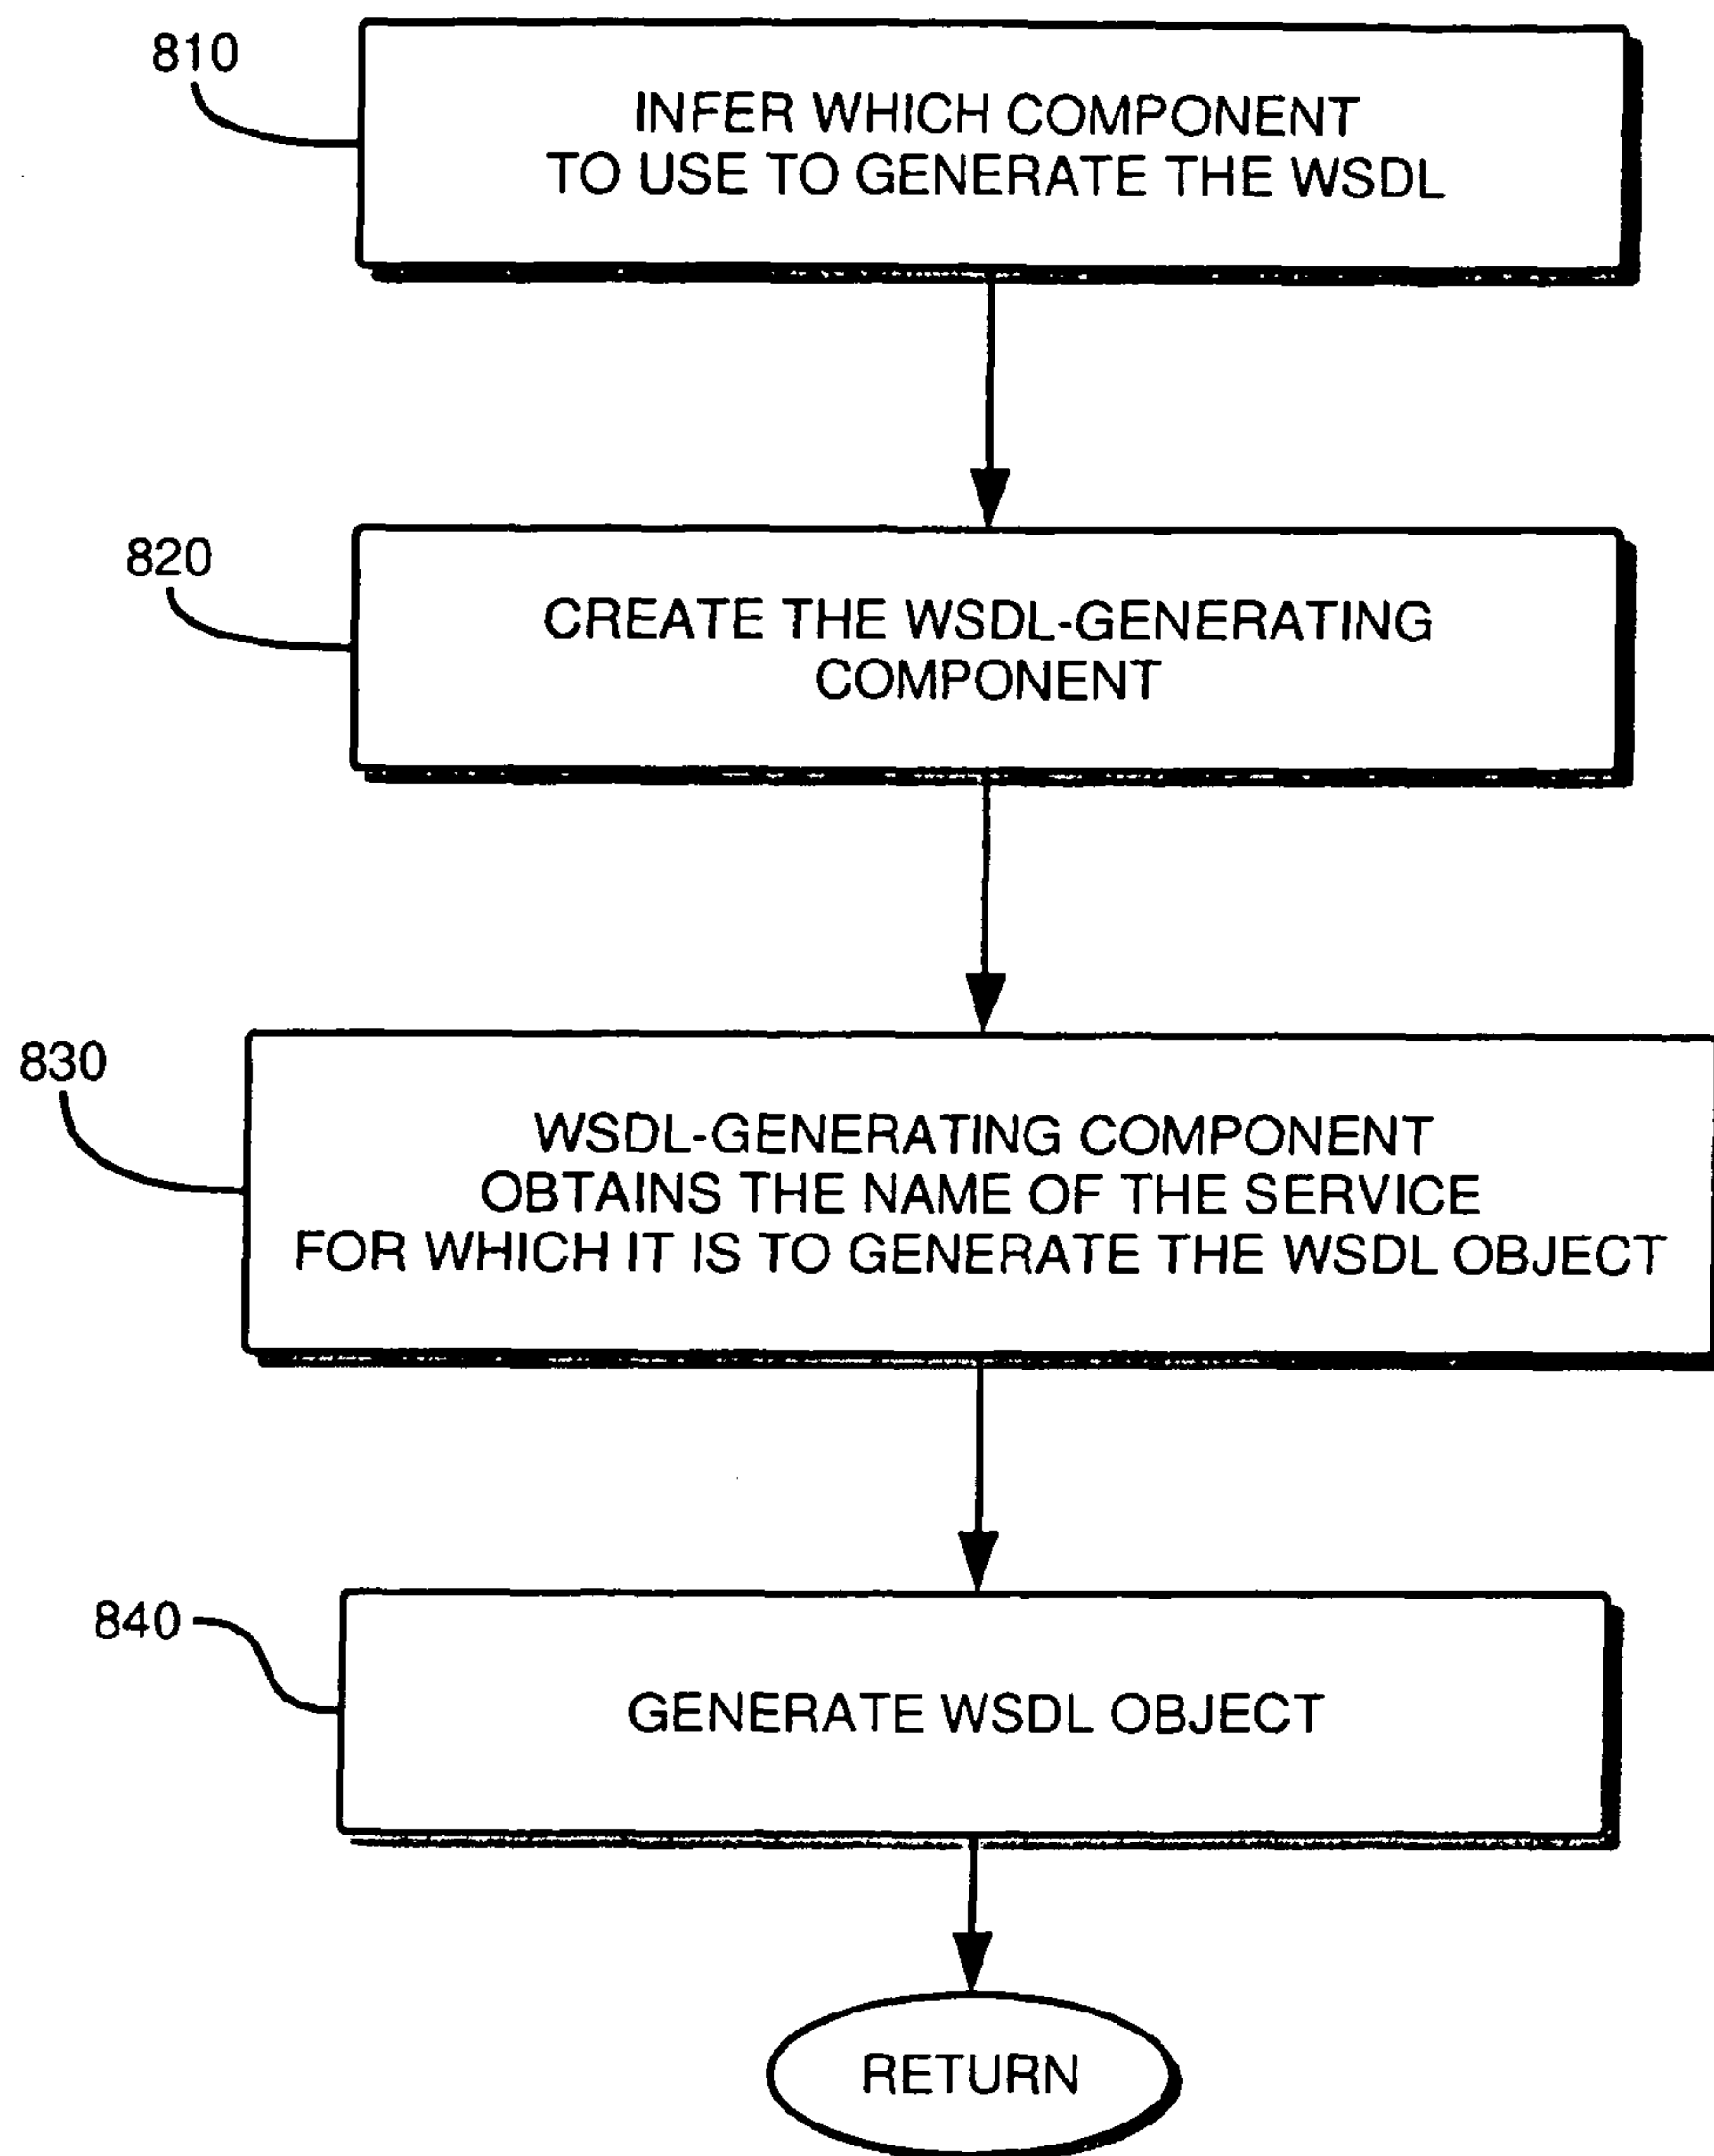 810
INFER WHICH COMPONENT
TO USE TO GENERATE THE WSDL
820
CREATE THE WSDL-GENERATING
COMPONENT
830
WSDL-GENERATING COMPONENT
OBTAINS THE NAME OF THE SERVICE
FOR WHICH IT IS TO GENERATE THE WSDL OBJECT
840
GENERATE WSDL OBJECT
RETURN